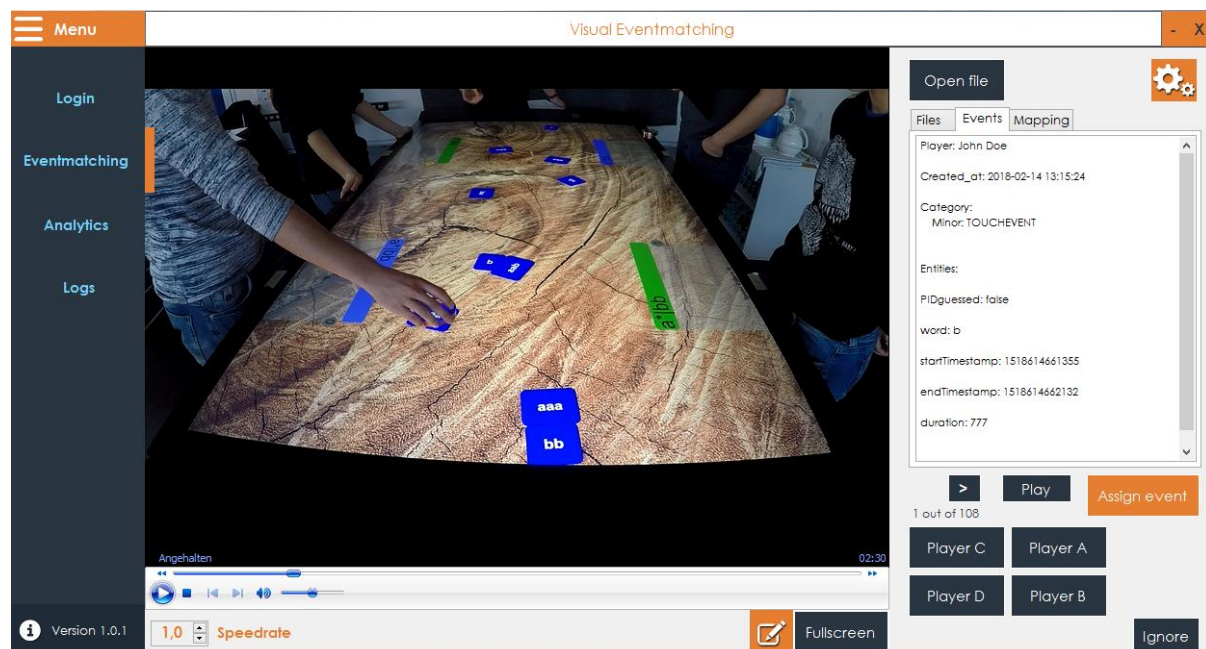 Menu
Visual Eventmatching
- X
Login
Eventmatching
Analytics
Logs
Version 1.0.1
aaa
bb
a*|bb
Angehalten
02:30
1,0 Speedrate
Fullscreen
Open file
Files Events Mapping
Player: John Doe
Created_at: 2018-02-14 13:15:24
Category:
Minor: TOUCHEVENT
Entities:
PIDguessed: false
word: b
startTimestamp: 1518614661355
endTimestamp: 1518614662132
duration: 777
> Play Assign event
1 out of 108
Player C Player A
Player D Player B
Ignore